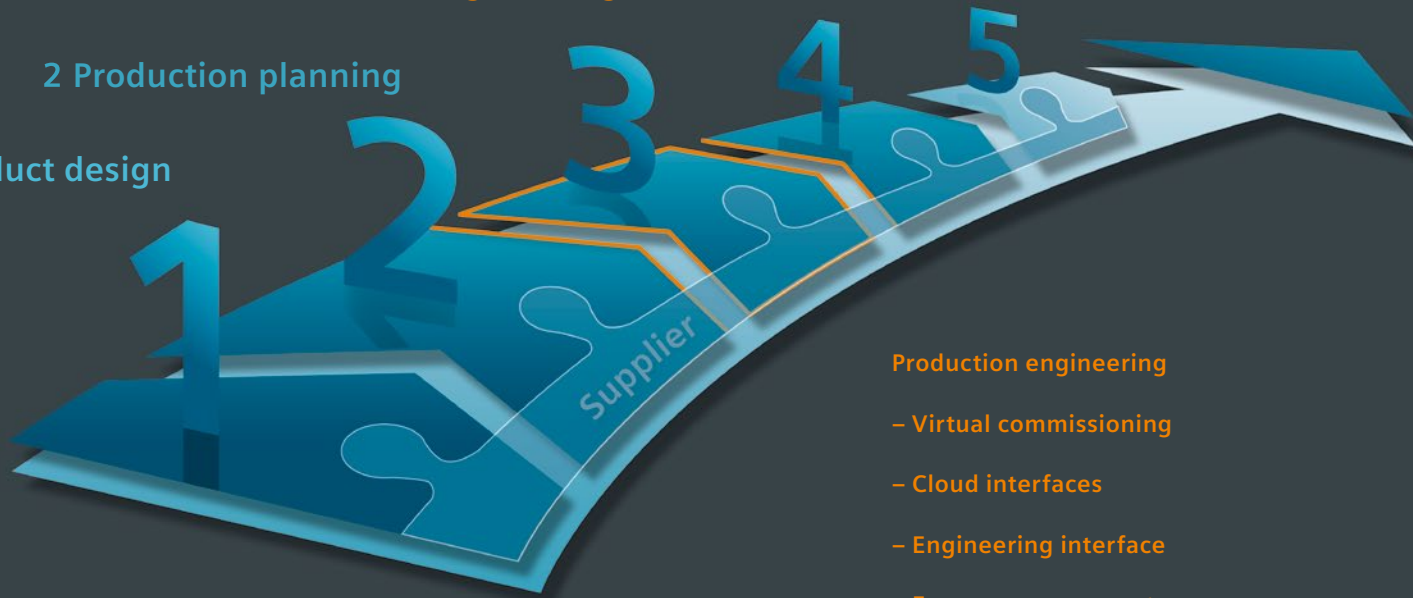 2 Production planning
duct design
1
2
3
4
5
Supplier
Production engineering
– Virtual commissioning
– Cloud interfaces
– Engineering interface